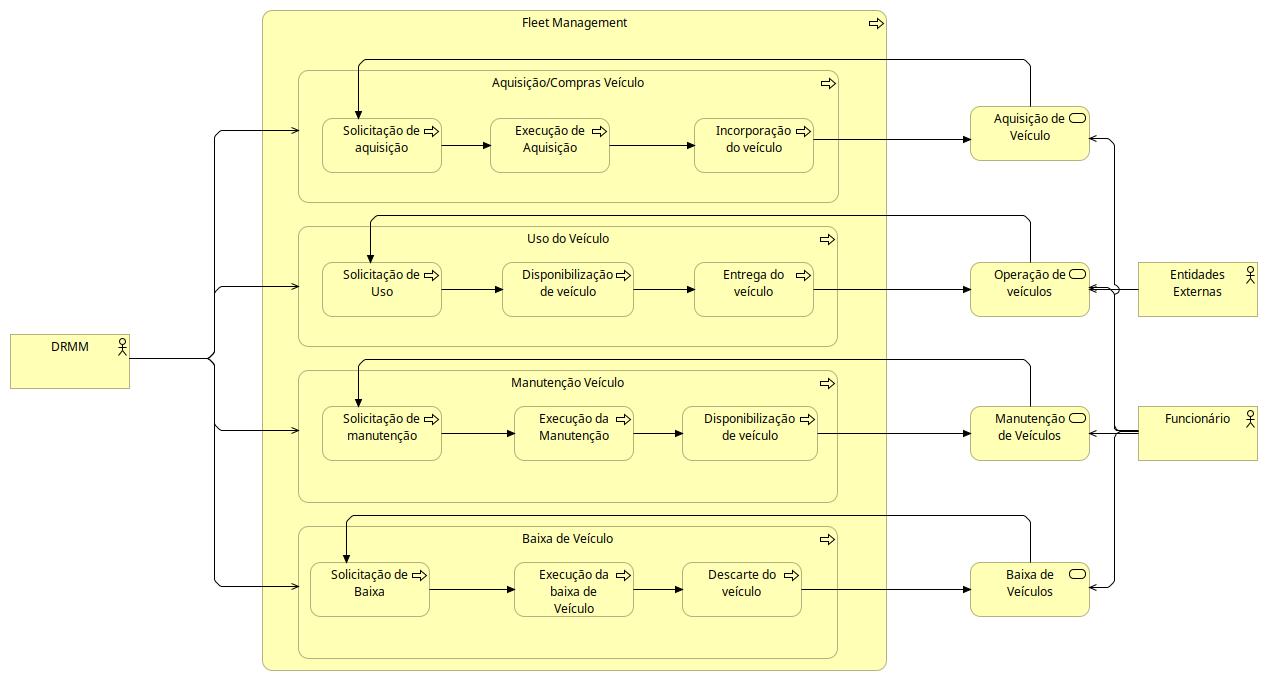 Fleet Management
Aquisição/Compras Veículo
Solicitação de
aquisição
Execução de
Aquisição
Incorporação
do veículo
Aquisição de
Veículo
Uso do Veículo
Solicitação de
Uso
Disponibilização
de veículo
Entrega do
veículo
Operação de
veículos
Entidades
Externas
DRMM
Manutenção Veículo
Solicitação de
manutenção
Execução da
Manutenção
Disponibilização
de veículo
Manutenção
de Veículos
Funcionário
Baixa de Veículo
Solicitação de
Baixa
Execução da
baixa de
Veículo
Descarte do
veículo
Baixa de
Veículos